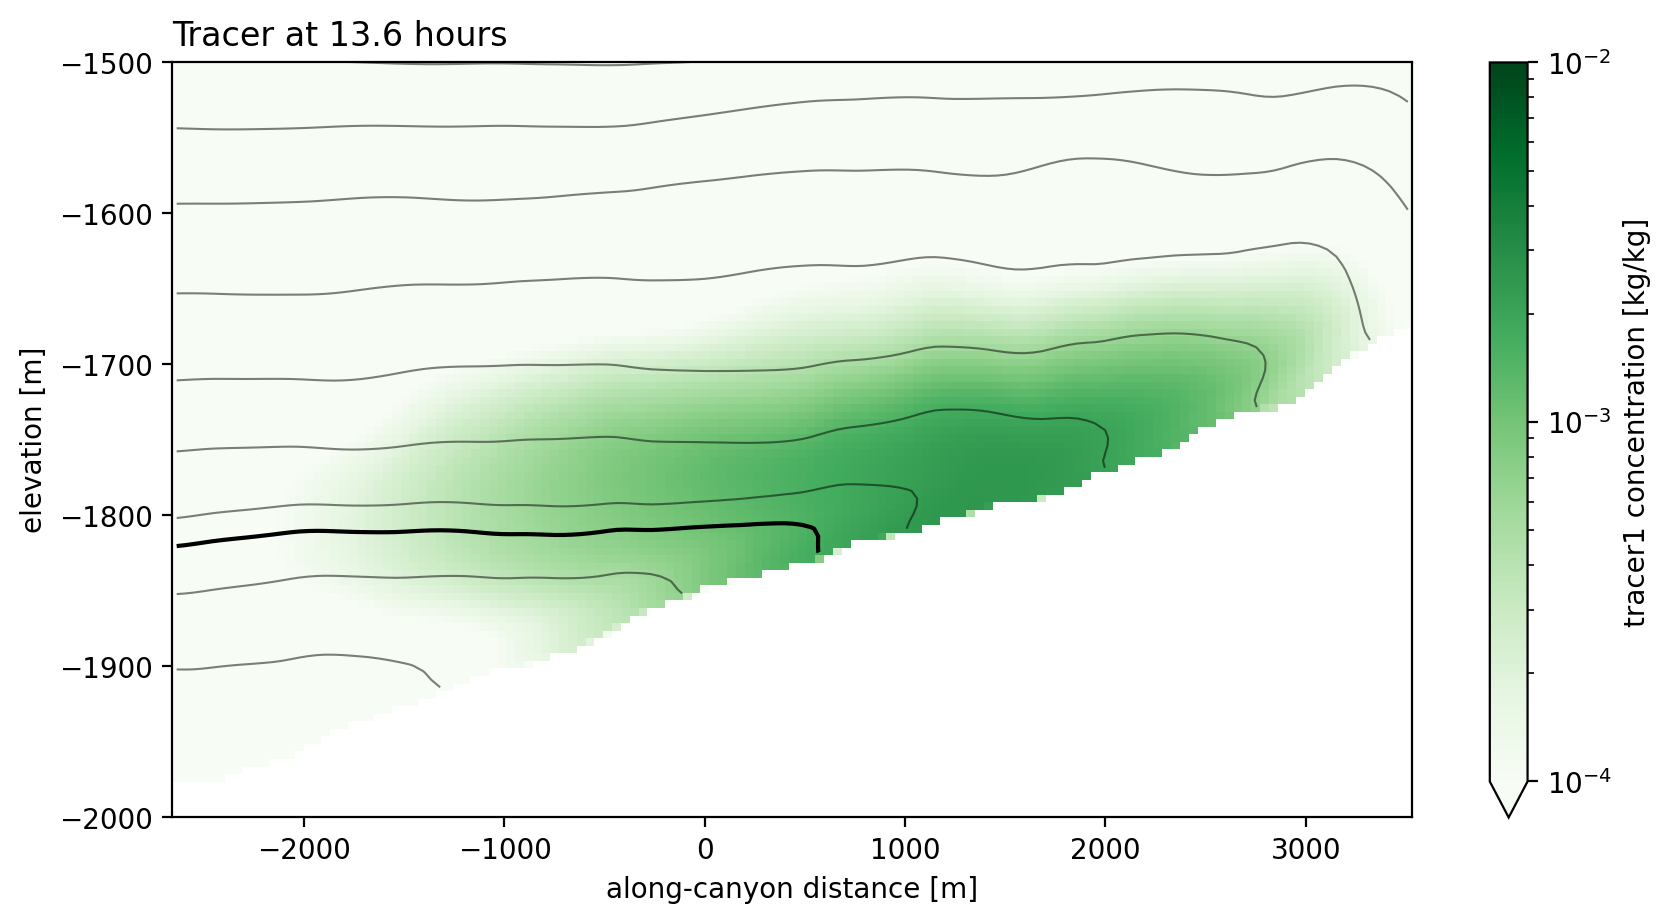 Tracer at 13.6 hours
−1500
−1600
−1700
−1800
−1900
−2000
elevation [m]
−2000 −1000 0 1000 2000 3000
along-canyon distance [m]
10⁻²
10⁻³
10⁻⁴
tracer1 concentration [kg/kg]